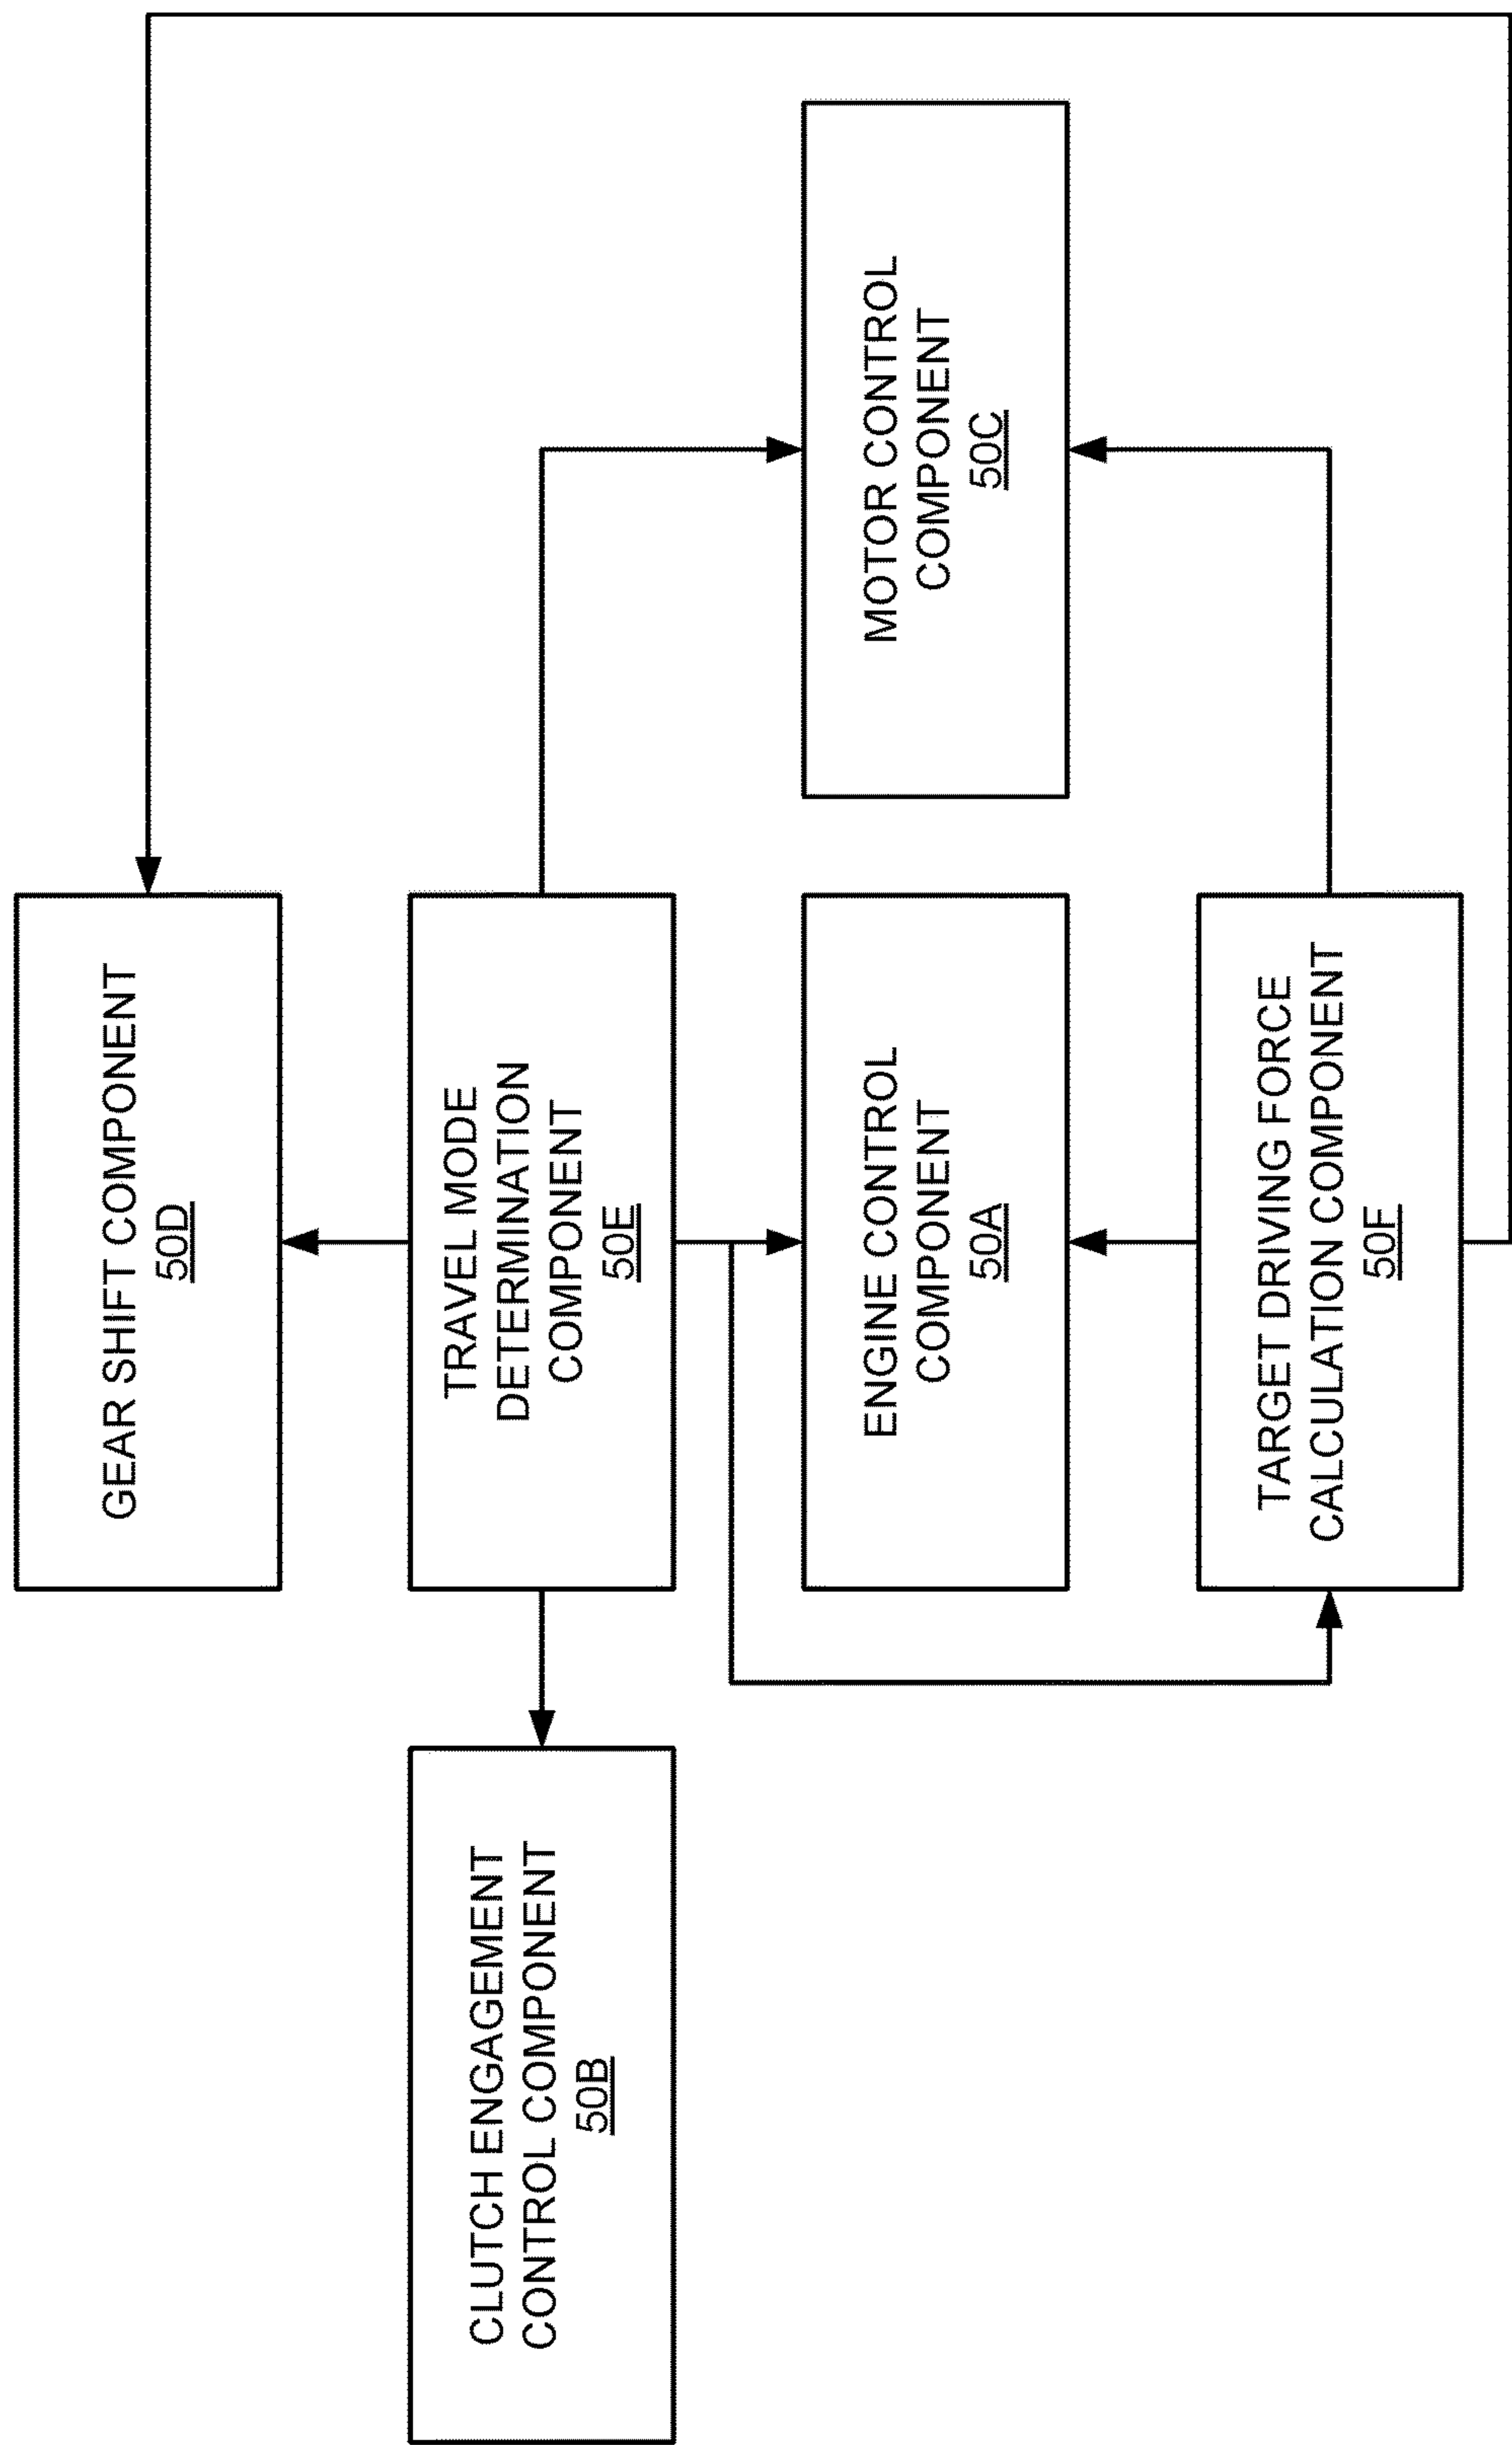 GEAR SHIFT COMPONENT
50D
CLUTCH ENGAGEMENT
CONTROL COMPONENT
50B
TRAVEL MODE
DETERMINATION
COMPONENT
50E
ENGINE CONTROL
COMPONENT
50A
MOTOR CONTROL
COMPONENT
50C
TARGET DRIVING FORCE
CALCULATION COMPONENT
50F